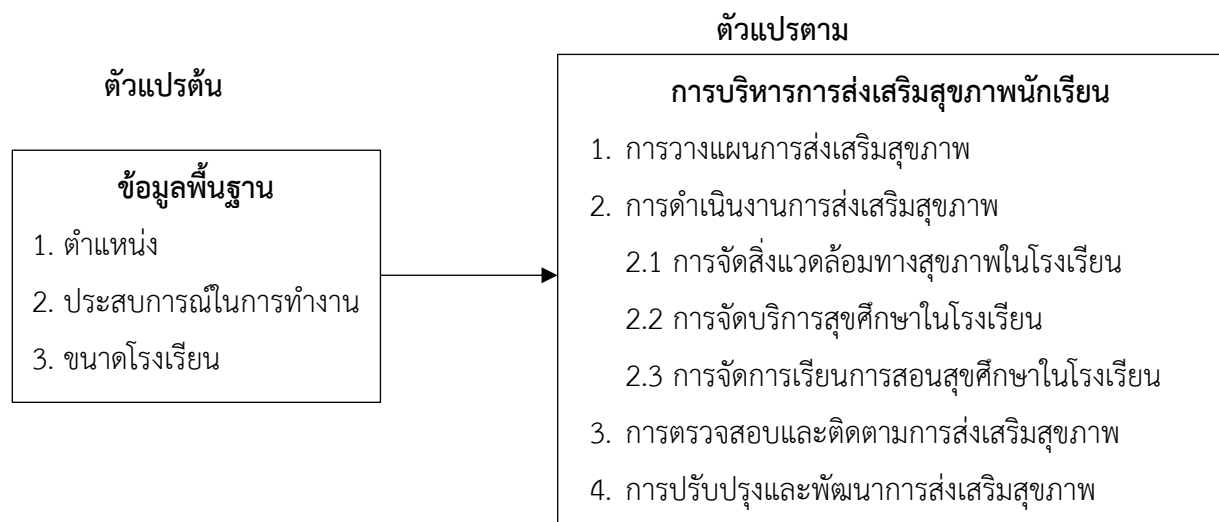 ตัวแปรต้น
ข้อมูลพื้นฐาน
1. ตำแหน่ง
2. ประสบการณ์ในการทำงาน
3. ขนาดโรงเรียน
ตัวแปรตาม
การบริหารการส่งเสริมสุขภาพนักเรียน
1. การวางแผนการส่งเสริมสุขภาพ
2. การดำเนินงานการส่งเสริมสุขภาพ
2.1 การจัดสิ่งแวดล้อมทางสุขภาพในโรงเรียน
2.2 การจัดบริการสุขศึกษาในโรงเรียน
2.3 การจัดการเรียนการสอนสุขศึกษาในโรงเรียน
3. การตรวจสอบและติดตามการส่งเสริมสุขภาพ
4. การปรับปรุงและพัฒนาการส่งเสริมสุขภาพ